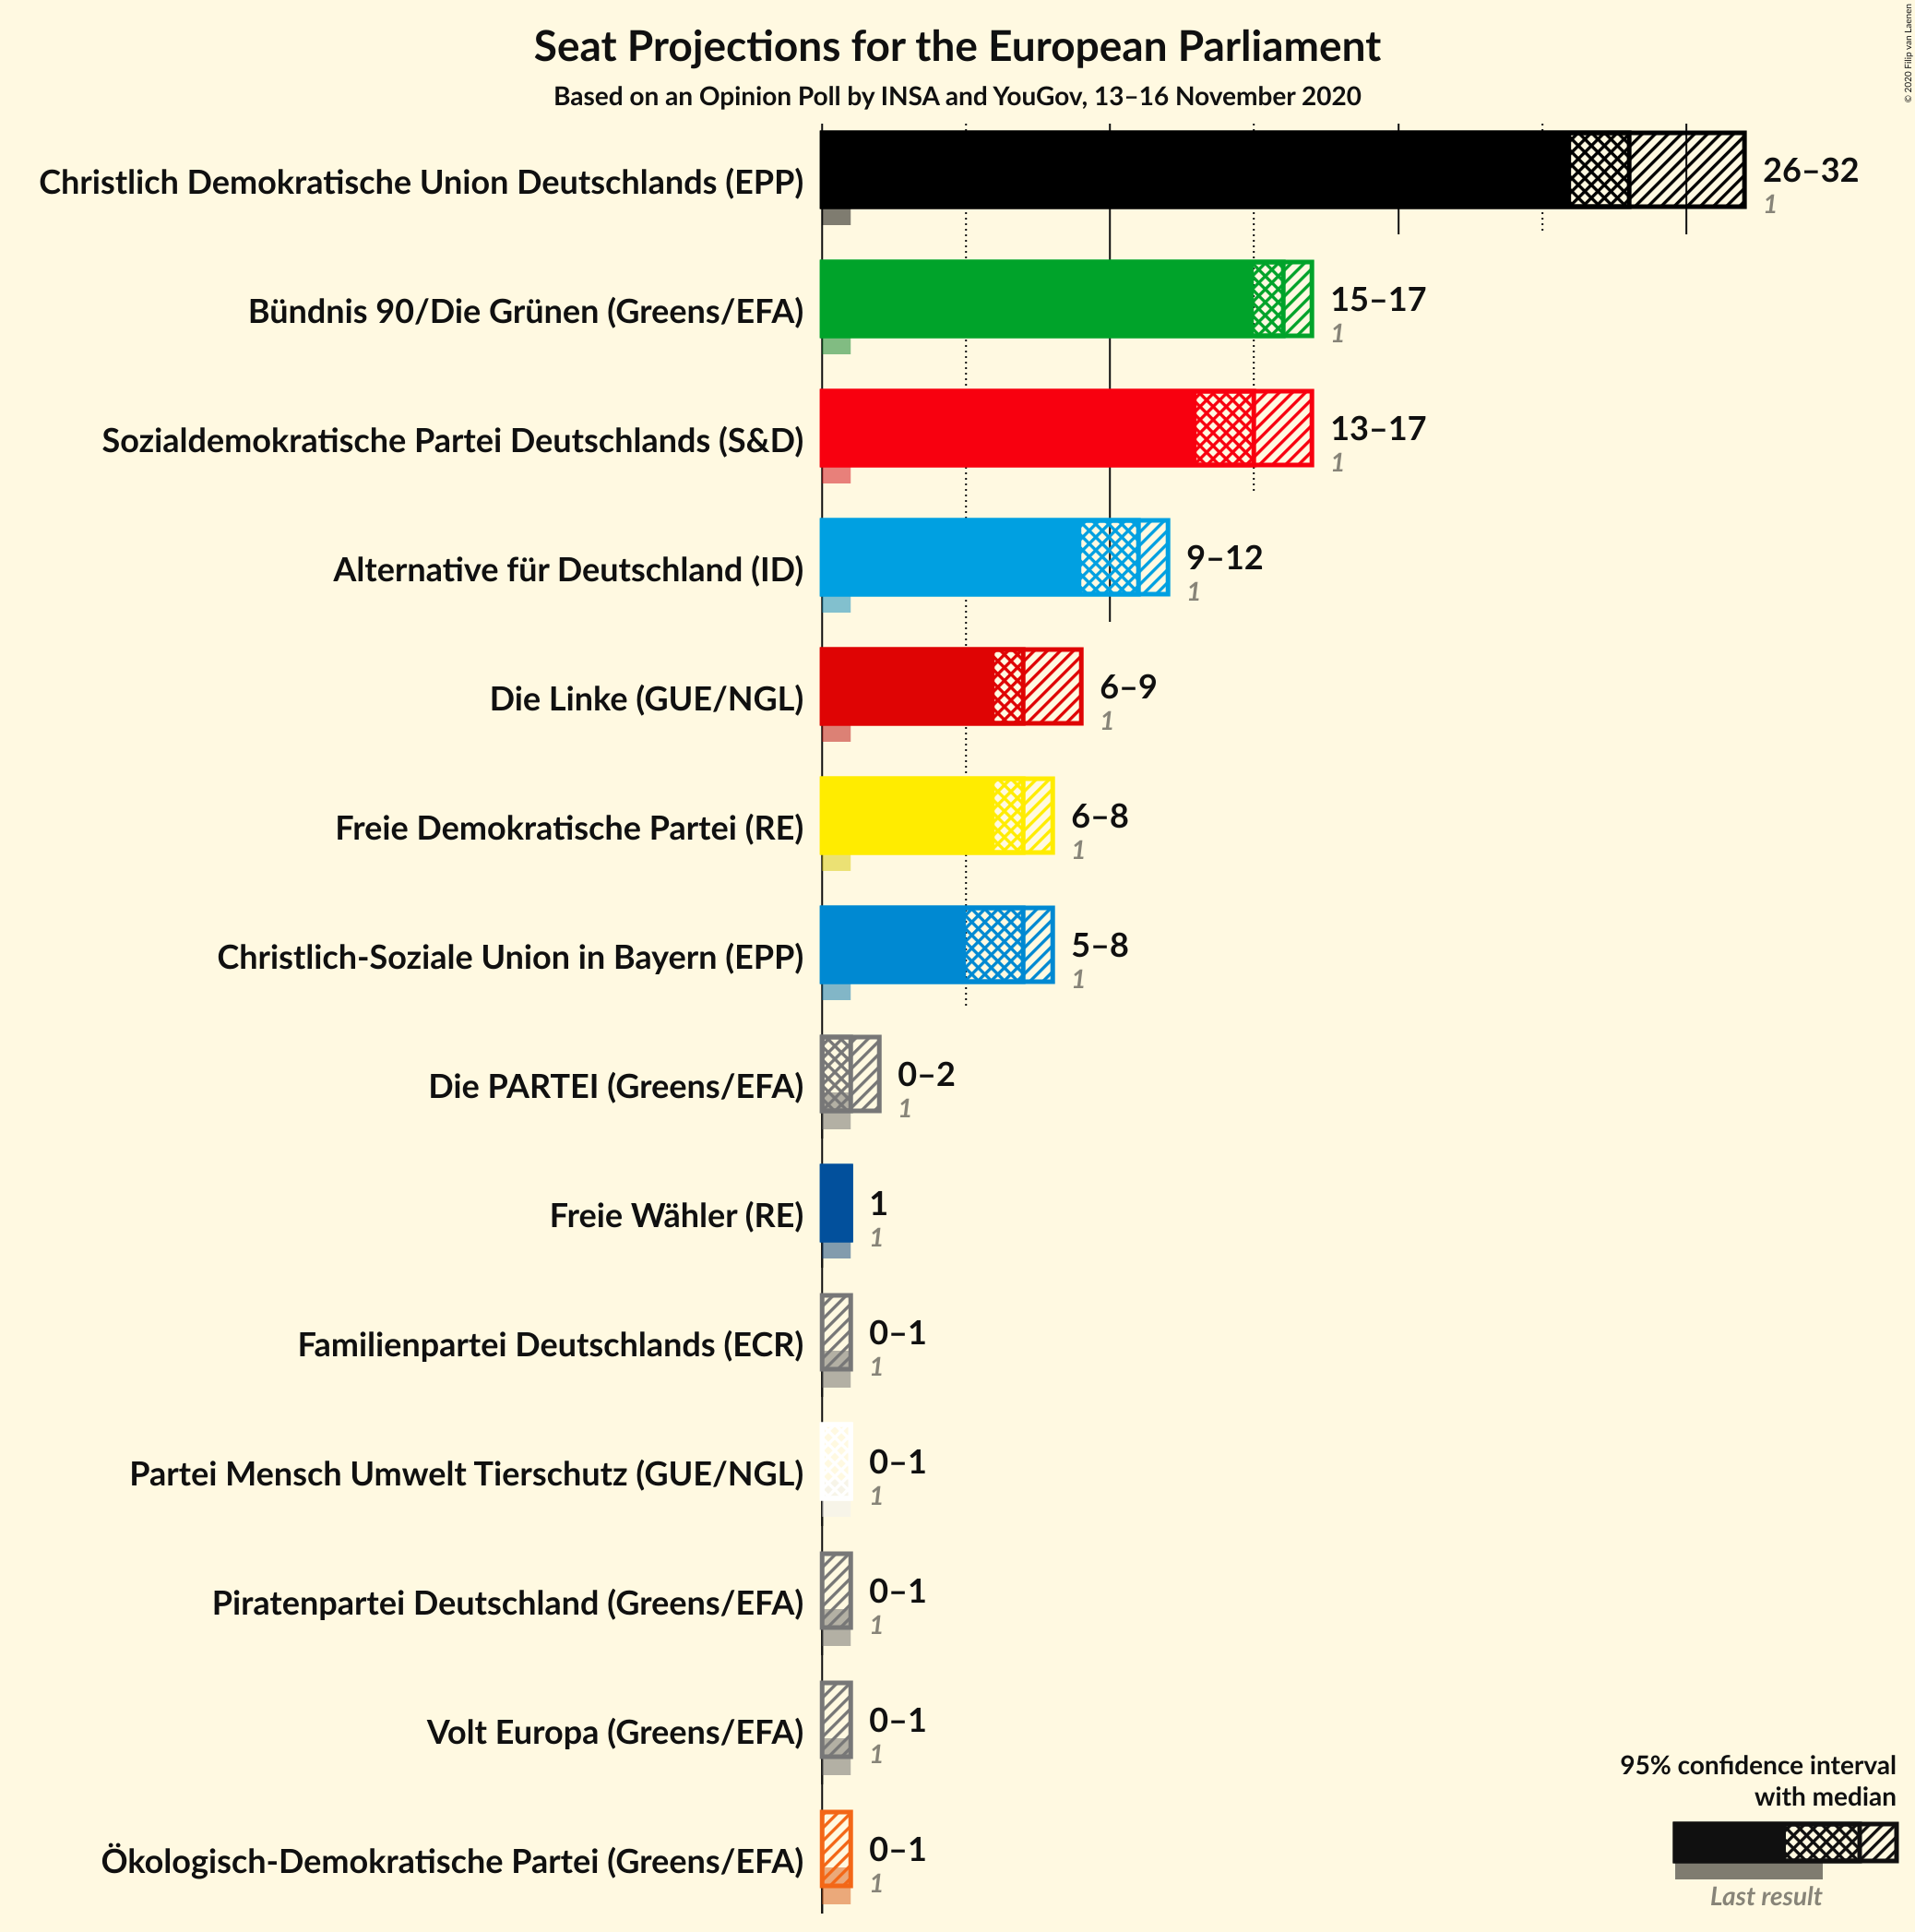 Seat Projections for the European Parliament
Based on an Opinion Poll by INSA and YouGov, 13–16 November 2020
© 2020 Filip van Laenen
Christlich Demokratische Union Deutschlands (EPP)
26–32
1
Bündnis 90/Die Grünen (Greens/EFA)
15–17
1
Sozialdemokratische Partei Deutschlands (S&D)
13–17
1
Alternative für Deutschland (ID)
9–12
1
Die Linke (GUE/NGL)
6–9
1
Freie Demokratische Partei (RE)
6–8
1
Christlich-Soziale Union in Bayern (EPP)
5–8
1
Die PARTEI (Greens/EFA)
0–2
1
Freie Wähler (RE)
1
1
Familienpartei Deutschlands (ECR)
0–1
1
Partei Mensch Umwelt Tierschutz (GUE/NGL)
0–1
1
Piratenpartei Deutschland (Greens/EFA)
0–1
1
Volt Europa (Greens/EFA)
0–1
1
Ökologisch-Demokratische Partei (Greens/EFA)
0–1
1
95% confidence interval
with median
Last result